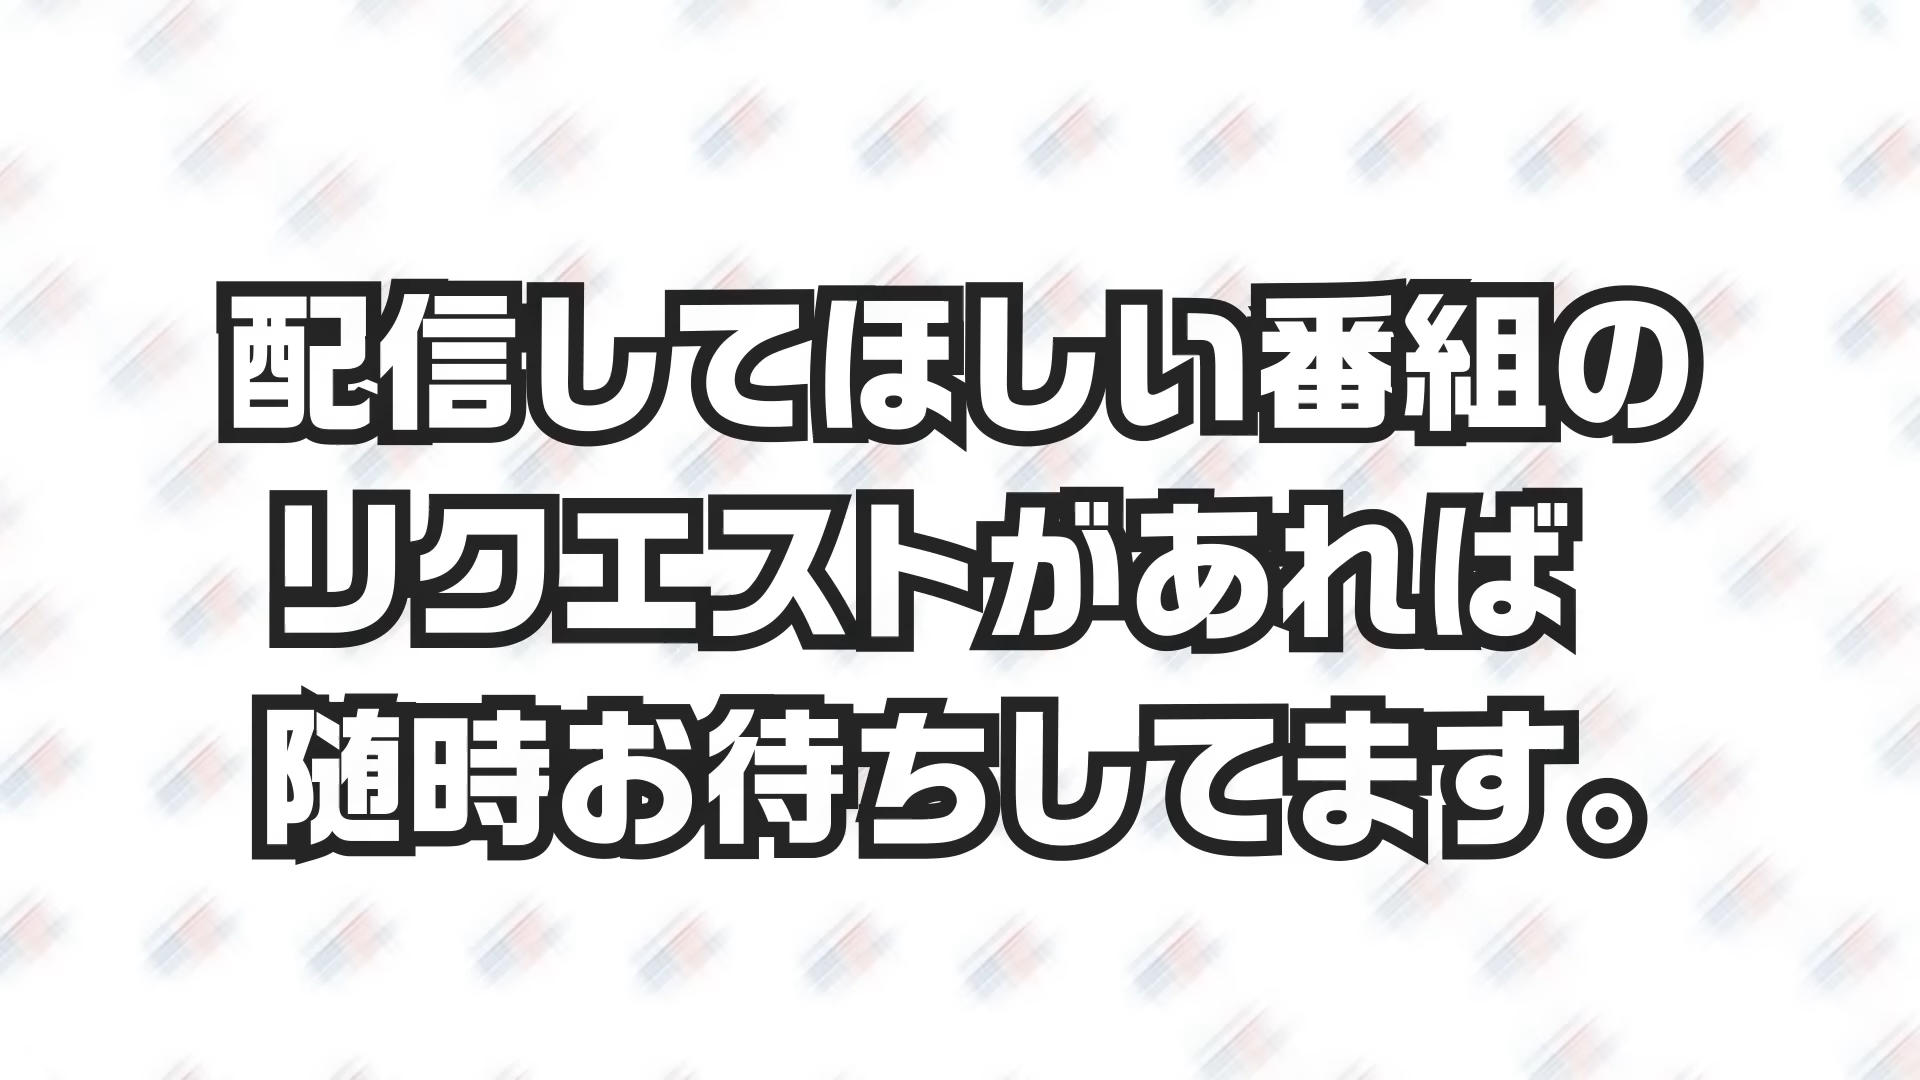 配信してほしい番組の
リクエストがあれば
随時お待ちしてます。